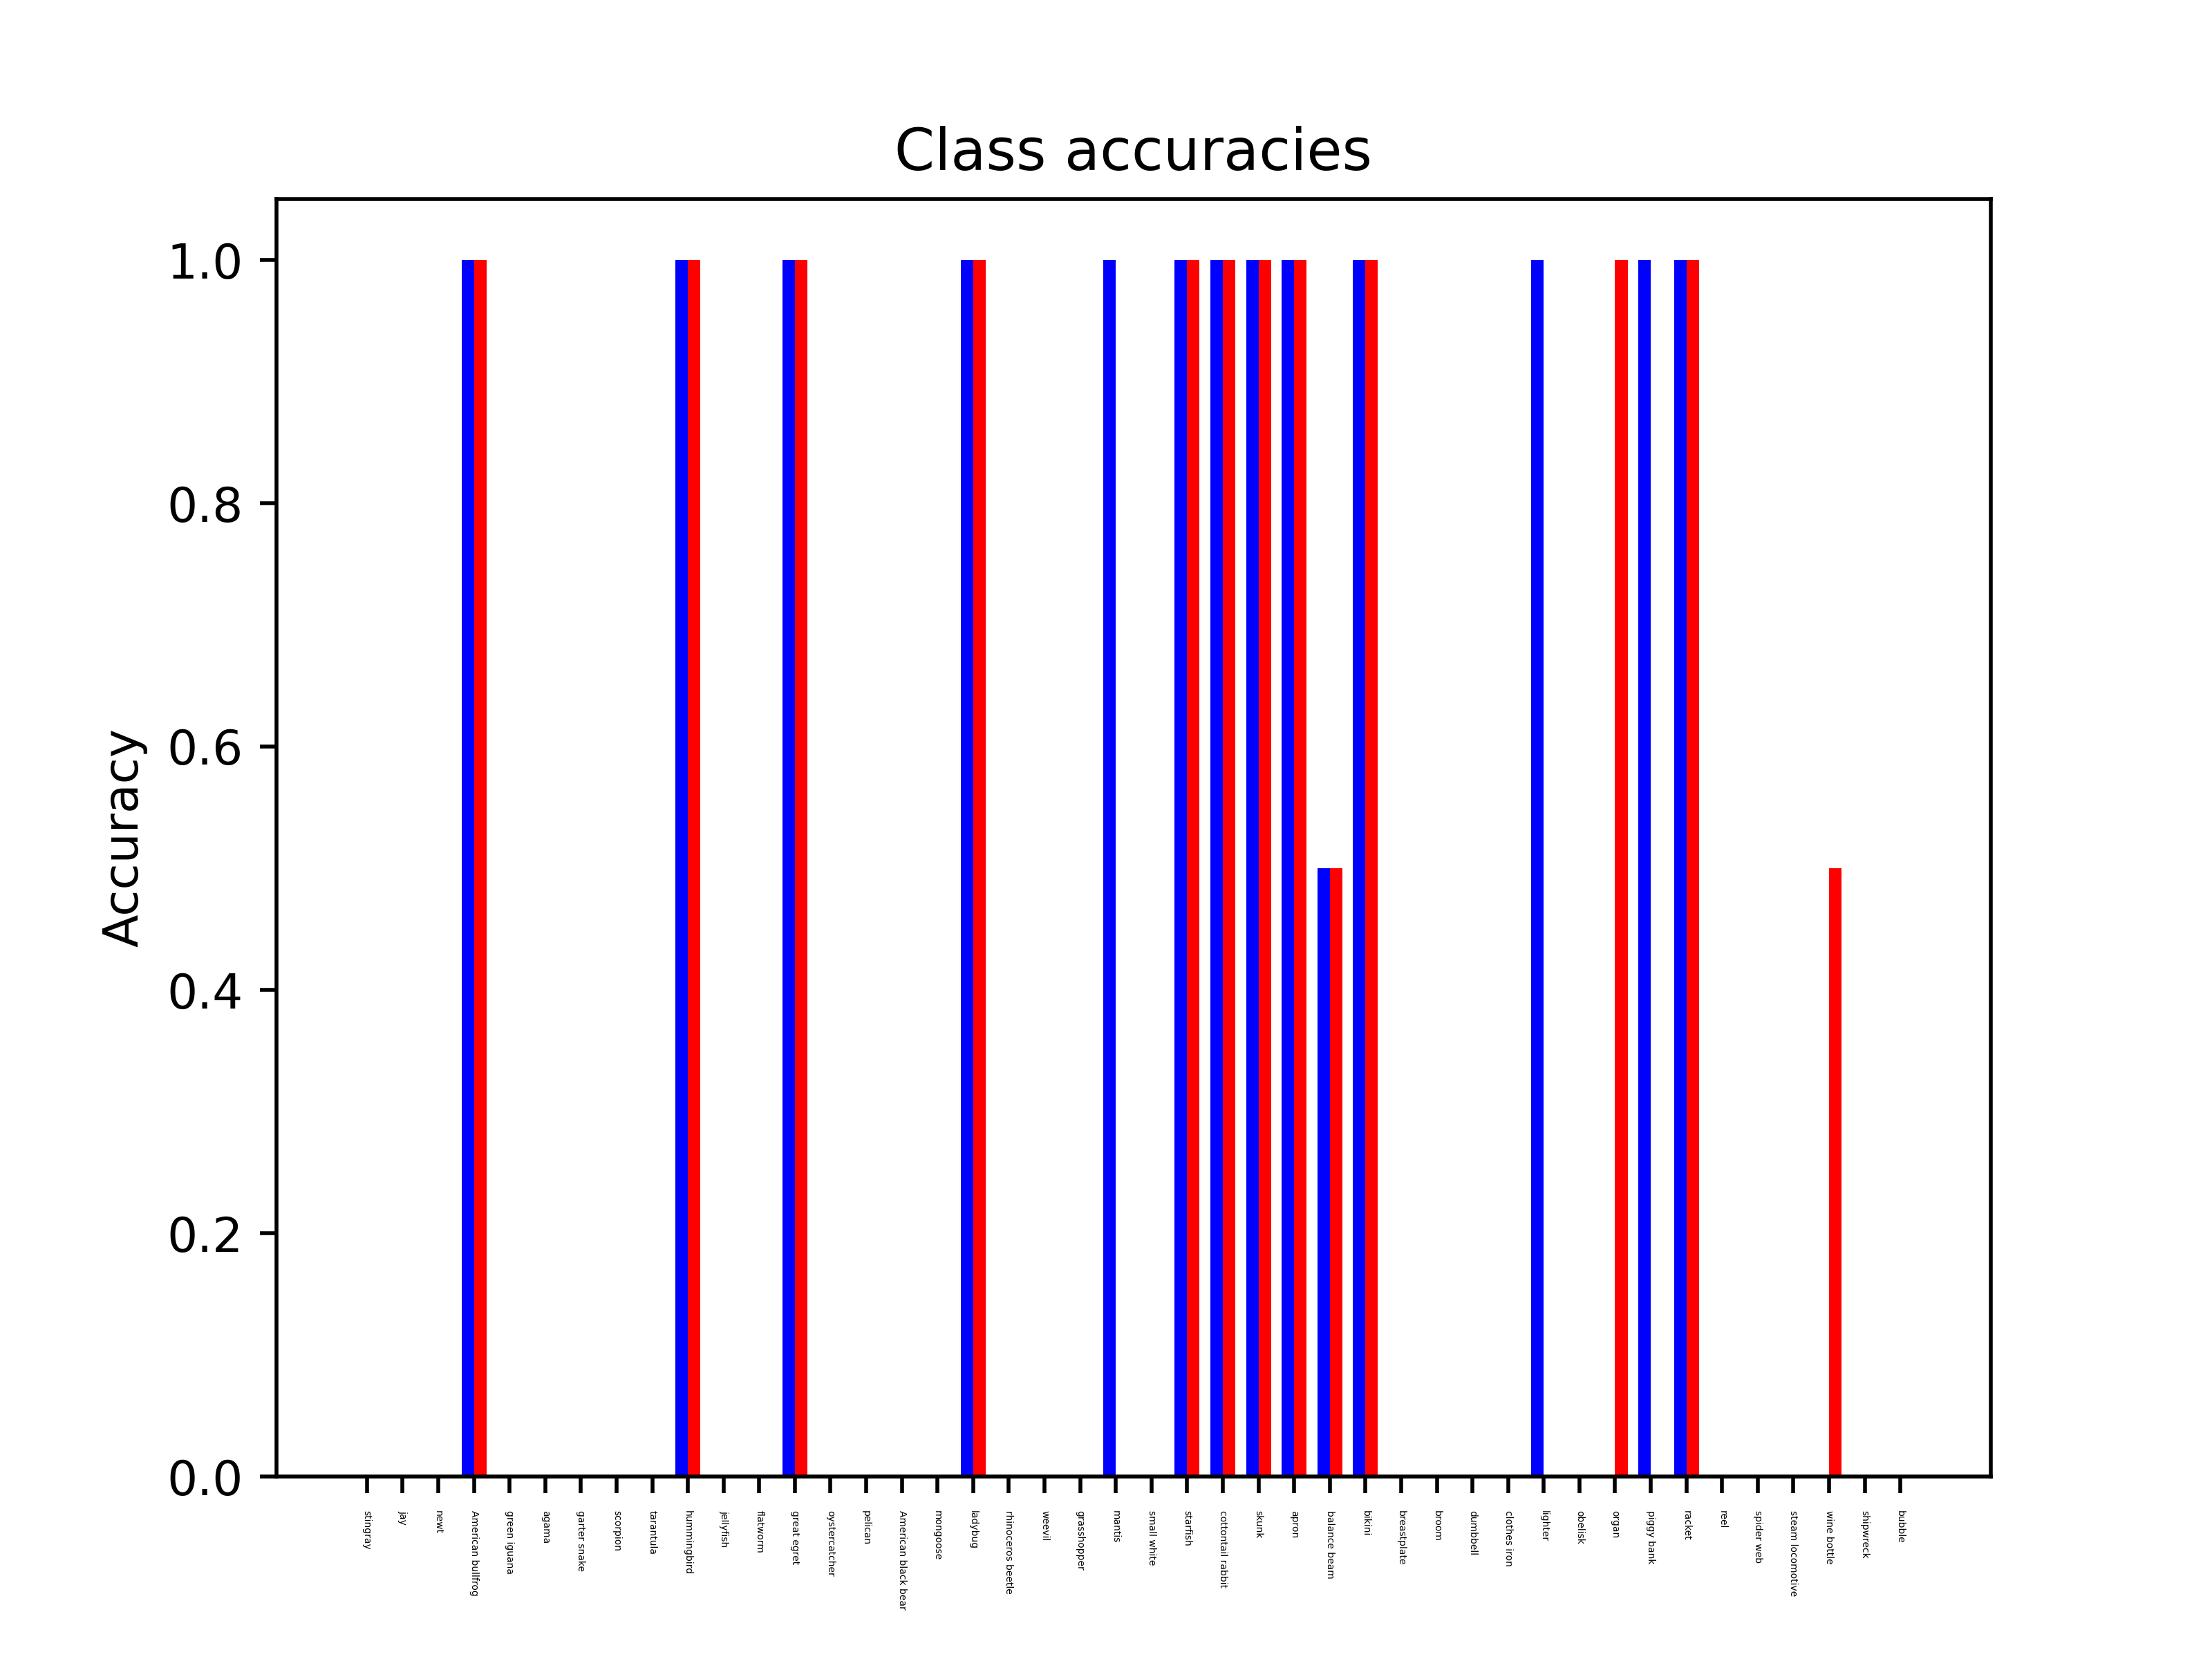 Class accuracies
1.0
0.8
0.6
0.4
0.2
0.0
Accuracy
stingray
jay
newt
American bullfrog
green iguana
agama
garter snake
scorpion
tarantula
hummingbird
jellyfish
flatworm
great egret
oystercatcher
pelican
American black bear
mongoose
ladybug
rhinoceros beetle
weevil
grasshopper
mantis
small white
starfish
cottontail rabbit
skunk
apron
balance beam
bikini
breastplate
broom
dumbbell
clothes iron
lighter
obelisk
organ
piggy bank
racket
reel
spider web
steam locomotive
wine bottle
shipwreck
bubble